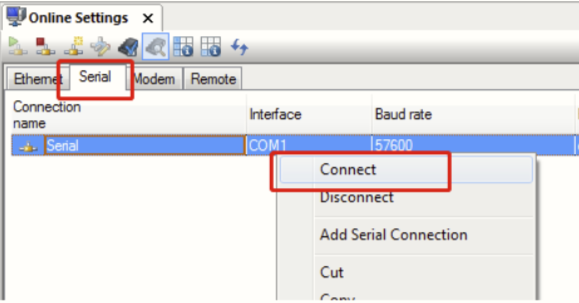 Online Settings
Ethernet Serial Modem Remote
Connection name Interface Baud rate
Serial COM1 57600
Connect
Disconnect
Add Serial Connection
Cut
Copy